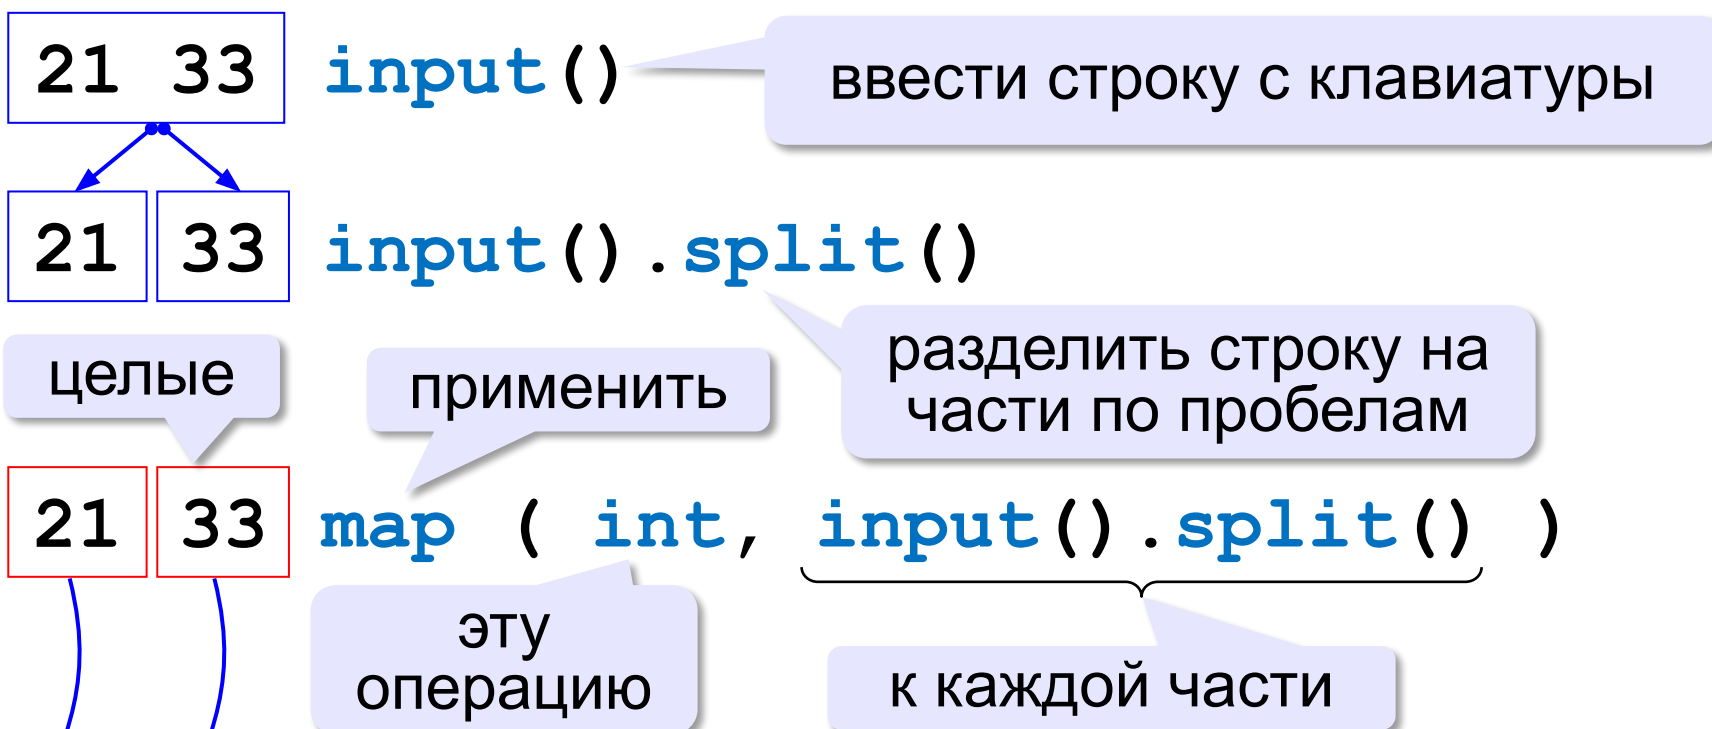 21 33 input() ввести строку с клавиатуры
21 33 input().split()
разделить строку на
части по пробелам
целые
применить
21 33 map ( int, input().split() )
эту
операцию
к каждой части